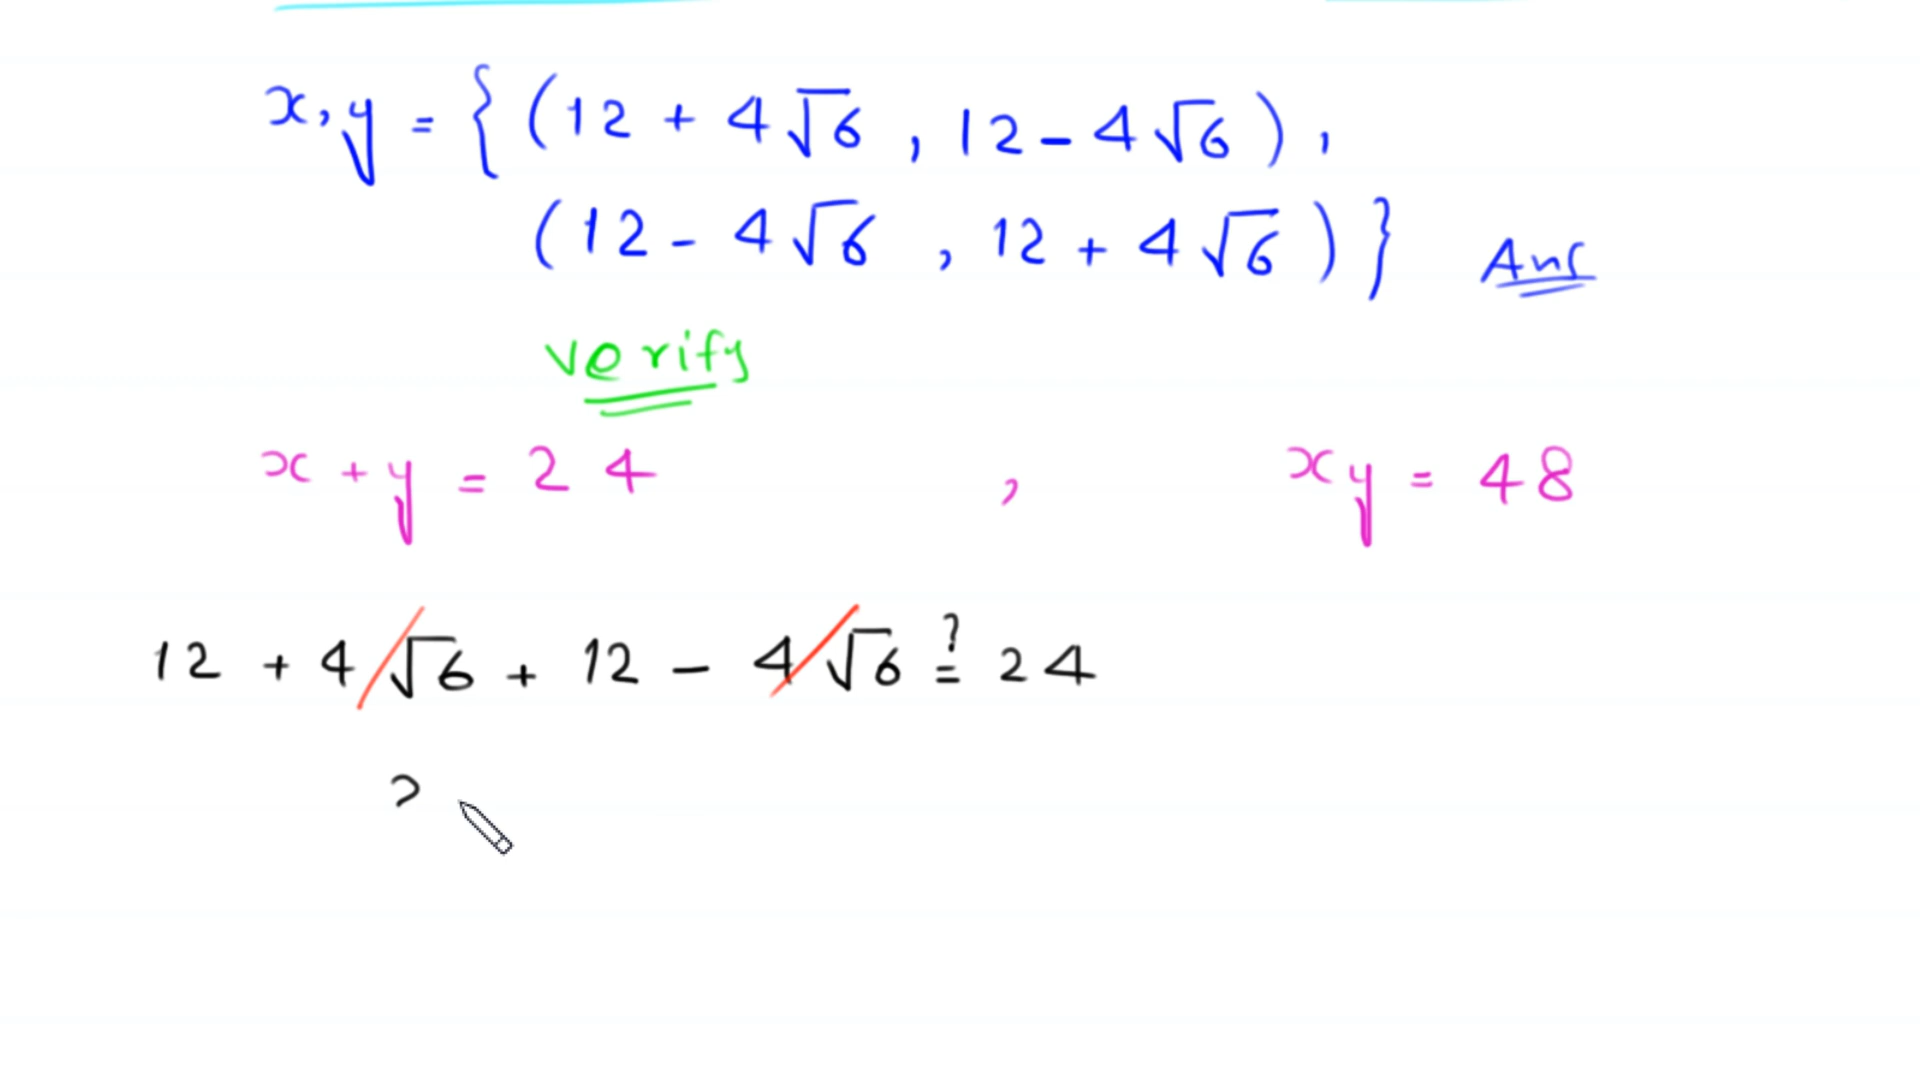 x,y = {(12 + 4√6 , 12 - 4√6),
(12 - 4√6 , 12 + 4√6)} Ans
verify
x + y = 24 , xy = 48
12 + 4√6 + 12 - 4√6 ?= 24